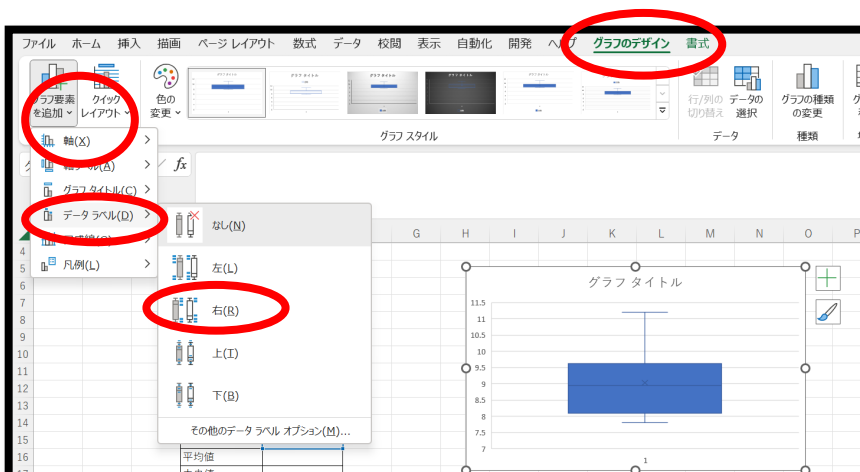 ファイル ホーム 挿入 描画 ページ レイアウト 数式 データ 校閲 表示 自動化 開発 ヘルプ グラフのデザイン 書式
グラフ要素を追加
クイックレイアウト
色の変更
グラフ スタイル
行/列の切り替え
データの選択
データ
グラフの種類の変更
種類
fx
軸(X)
グラフ タイトル(C)
データ ラベル(D)
凡例(L)
なし(N)
左(L)
右(R)
上(T)
下(B)
その他のデータ ラベル オプション(M)...
G H I J K L M N O P
4
5
6
7
8
9
10
11
12
13
14
15
16
平均値
グラフ タイトル
11.5
11
10.5
10
9.5
9
8.5
8
7.5
7
1